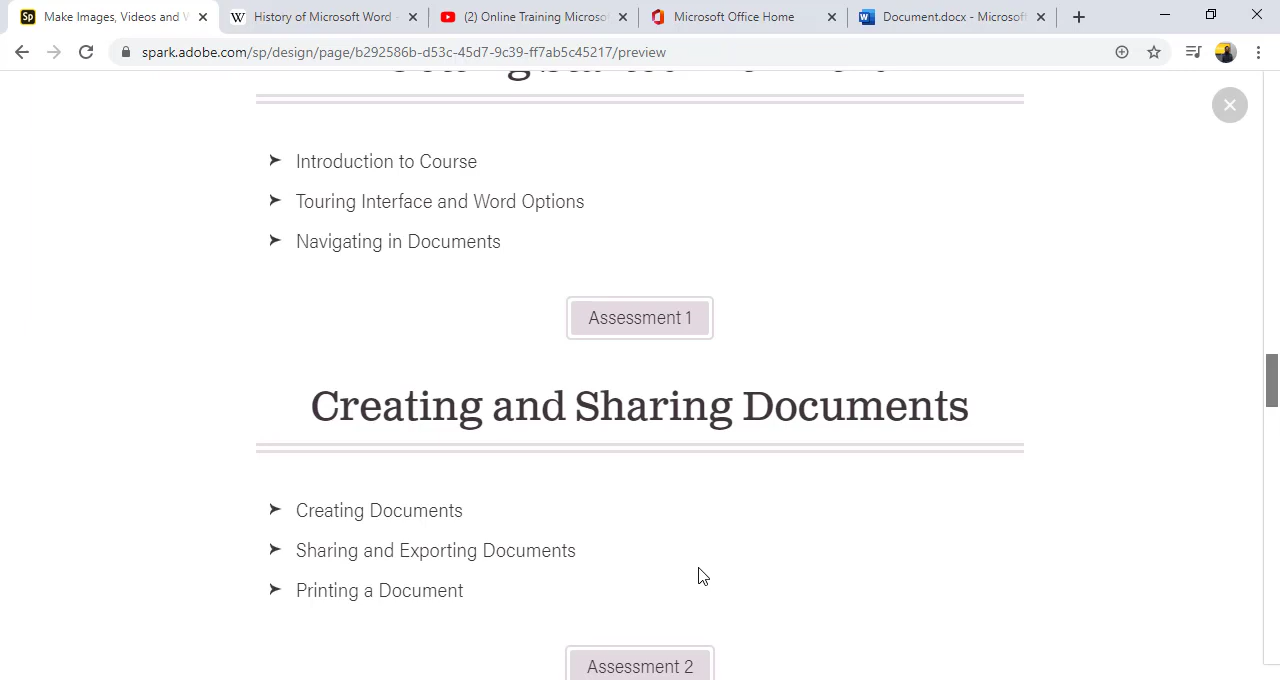 Make Images, Videos and V
History of Microsoft Word -
(2) Online Training Microsof
Microsoft Office Home
Document.docx - Microsoft
spark.adobe.com/sp/design/page/b292586b-d53c-45d7-9c39-ff7ab5c45217/preview
Introduction to Course
Touring Interface and Word Options
Navigating in Documents
Assessment 1
Creating and Sharing Documents
Creating Documents
Sharing and Exporting Documents
Printing a Document
Assessment 2